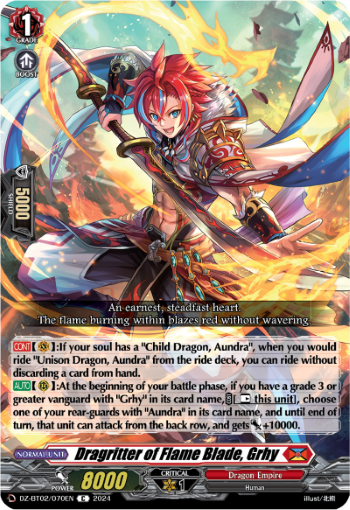 1
GRADE
BOOST
5000
SHIELD
An earnest, steadfast heart.
The flame burning within blazes red without wavering.
CONT [ ]:If your soul has a "Child Dragon, Aundra", when you would
ride "Unison Dragon, Aundra" from the ride deck, you can ride without
discarding a card from hand.
AUTO [ ]:At the beginning of your battle phase, if you have a grade 3 or
greater vanguard with "Grhy" in its card name, [ this unit], choose
one of your rear-guards with "Aundra" in its card name, and until end of
turn, that unit can attack from the back row, and gets +10000.
NORMAL UNIT
Dragritter of Flame Blade, Grhy
POWER 8000
CRITICAL
1
Dragon Empire
Human
DZ-BT02/070EN C 2024
illust/